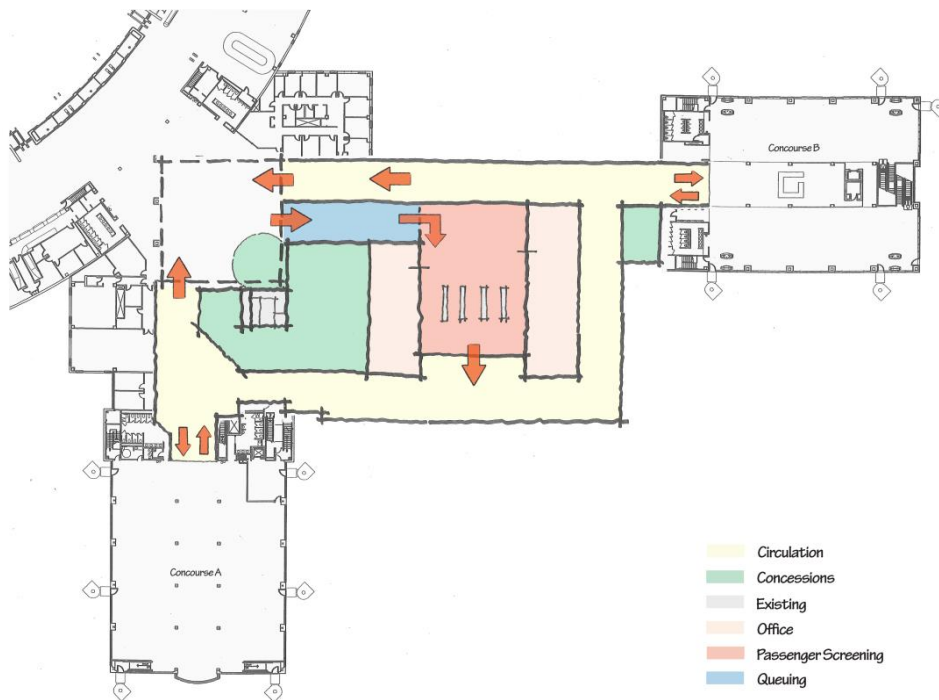 Concourse B
Concourse A
Circulation
Concessions
Existing
Office
Passenger Screening
Queuing